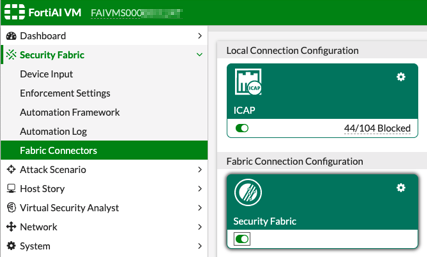 FortiAI VM FAIVMS000
Dashboard
Security Fabric
Device Input
Enforcement Settings
Automation Framework
Automation Log
Fabric Connectors
Attack Scenario
Host Story
Virtual Security Analyst
Network
System
Local Connection Configuration
ICAP
ICAP
44/104 Blocked
Fabric Connection Configuration
Security Fabric